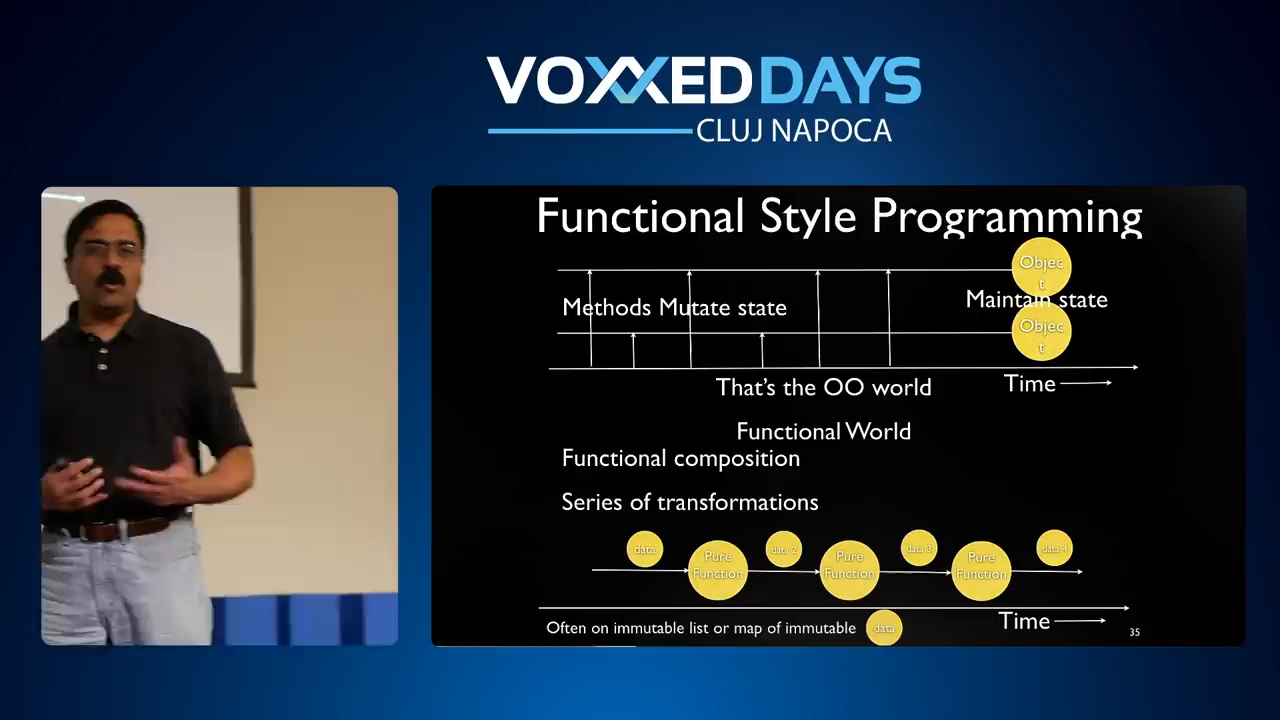 VOXXED DAYS
CLUJ NAPOCA
Functional Style Programming
Objec
t
Methods Mutate state
Maintain state
Objec
t
That's the OO world
Time
Functional World
Functional composition
Series of transformations
data
data 2
data 3
data 4
Pure
Function
Pure
Function
Pure
Function
Often on immutable list or map of immutable
data
Time
35